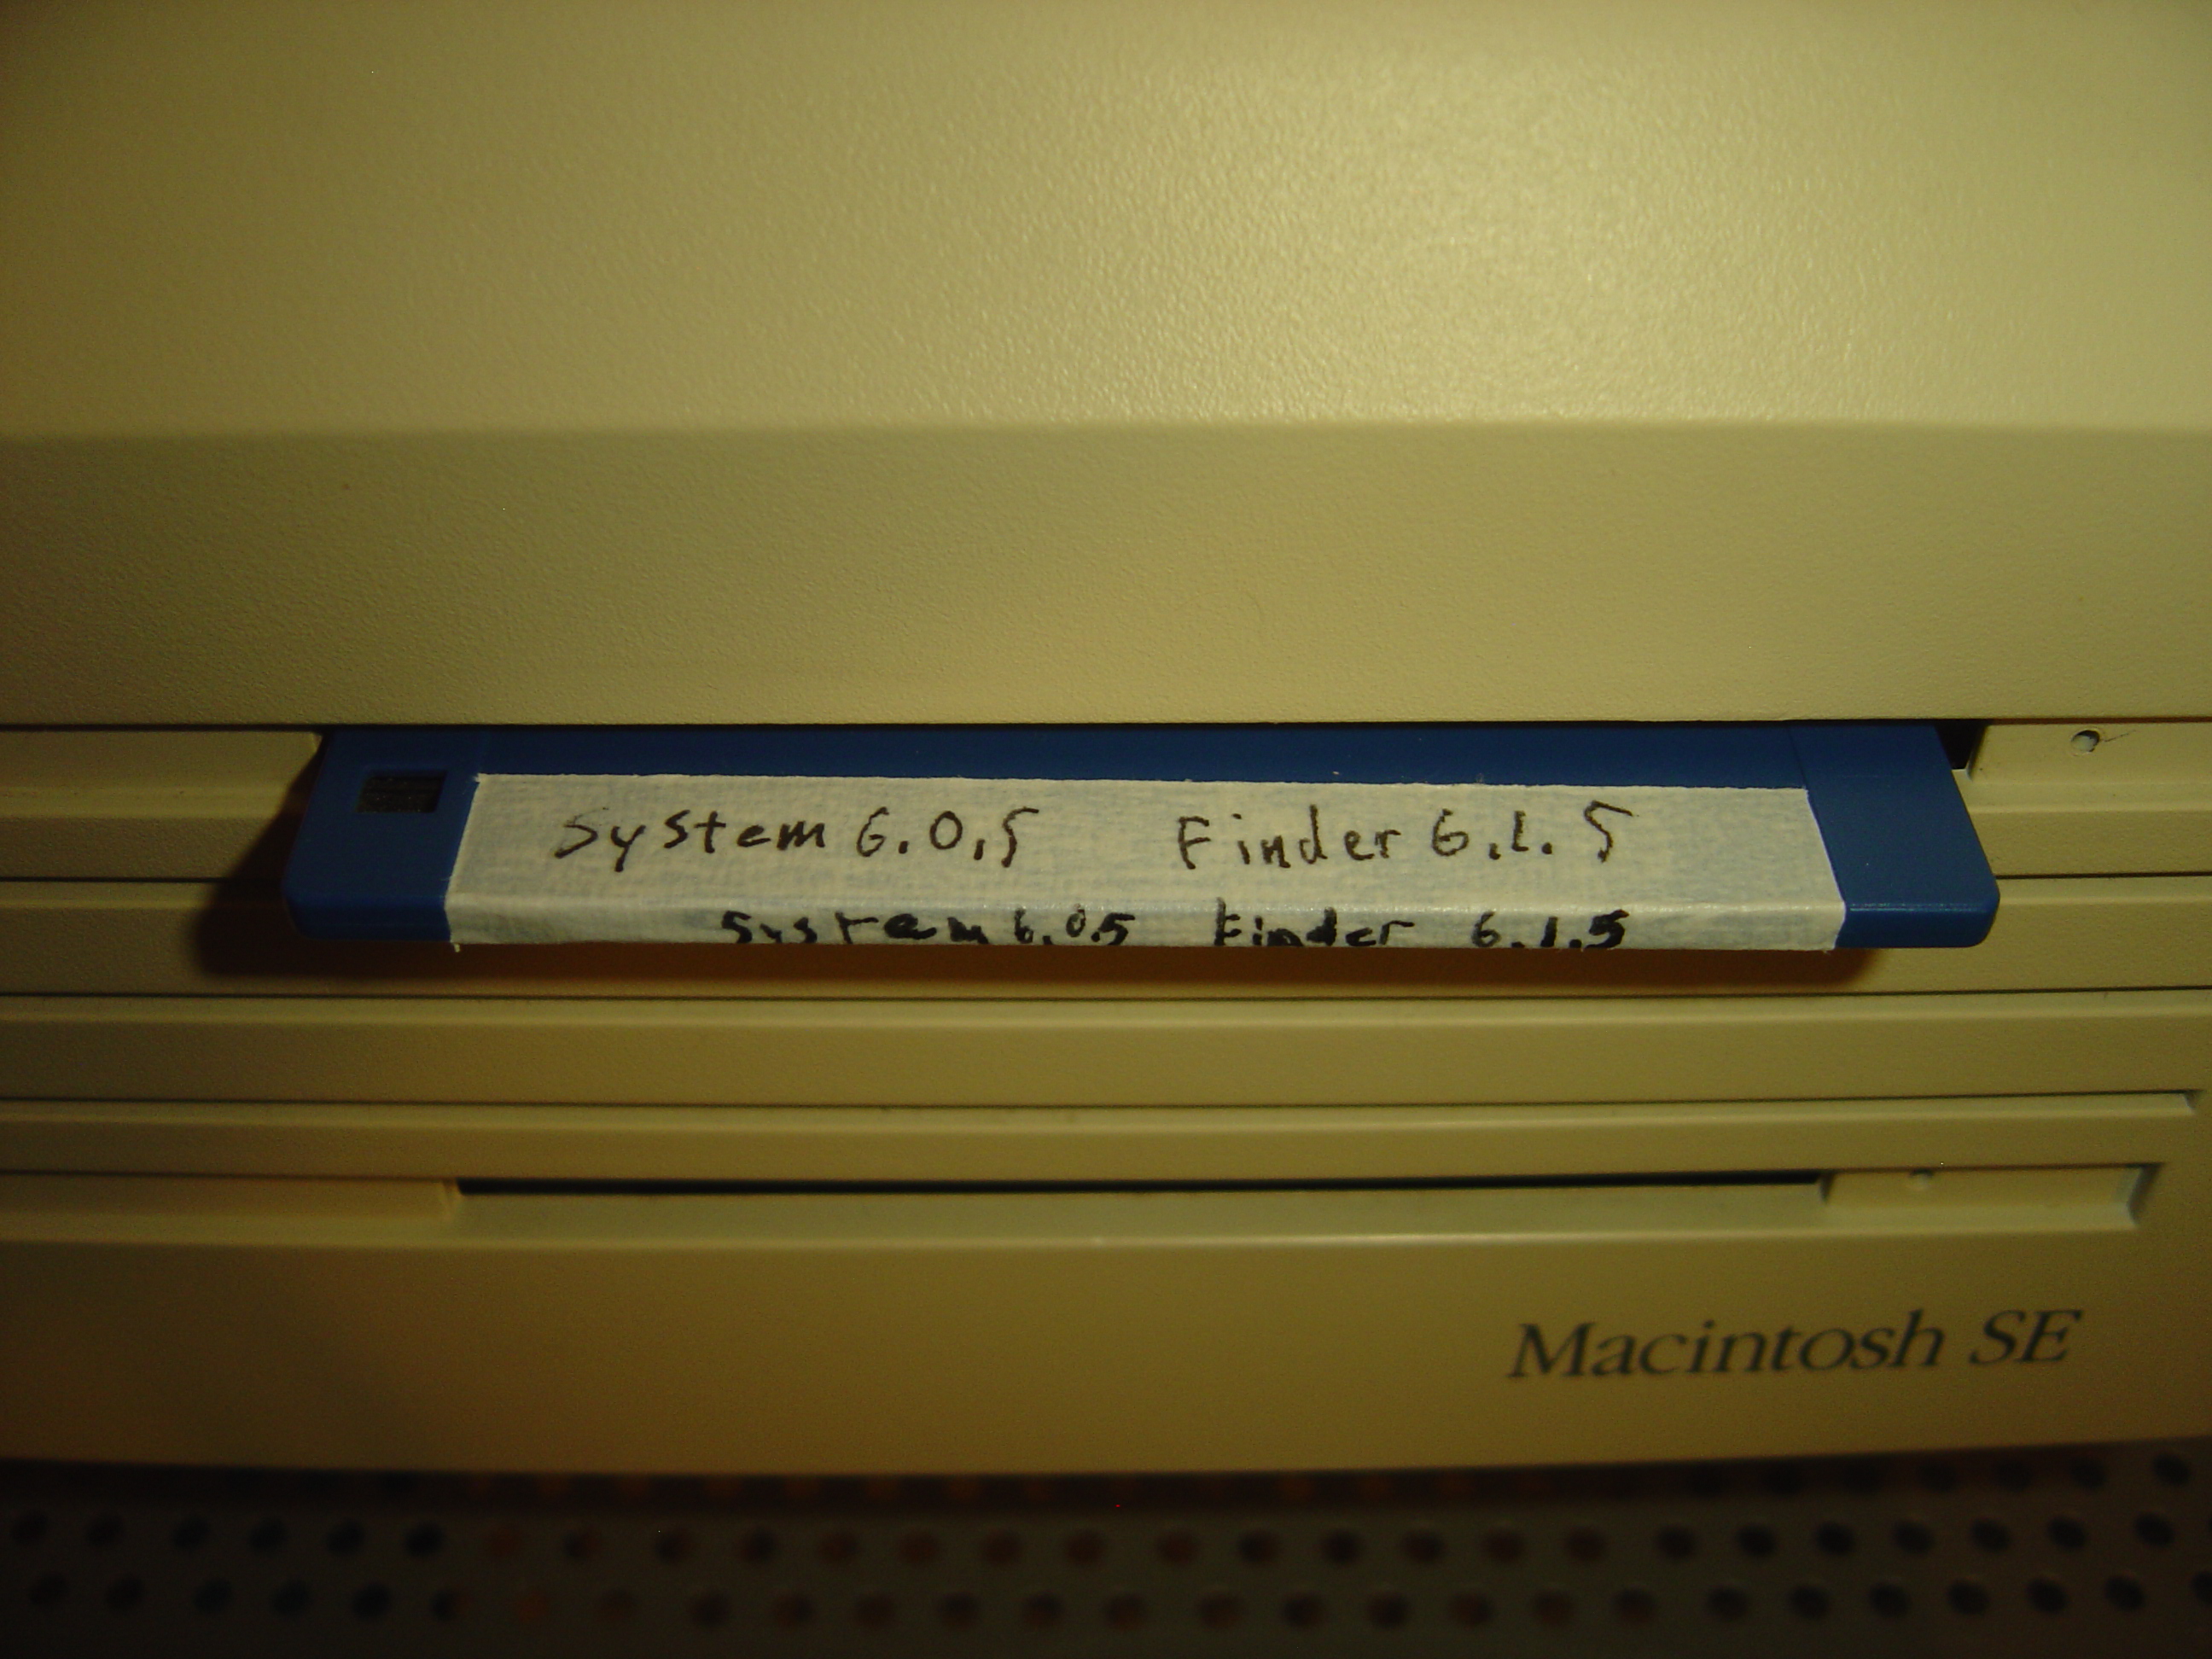 System 6.0.5 Finder 6.1.5
System 6.0.5 Finder 6.1.5
Macintosh SE